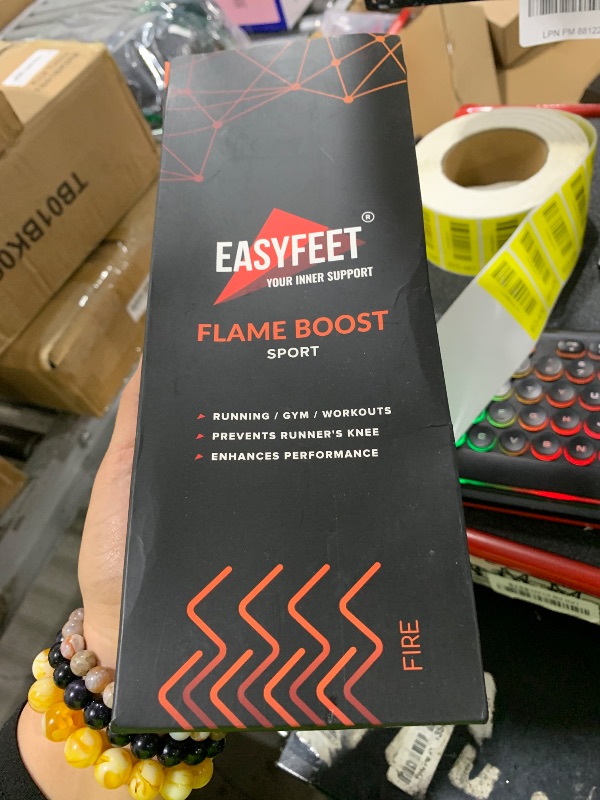 LPN PM 88122
TB01BK0
EASYFEET®
YOUR INNER SUPPORT
FLAME BOOST
SPORT
RUNNING / GYM / WORKOUTS
PREVENTS RUNNER'S KNEE
ENHANCES PERFORMANCE
FIRE